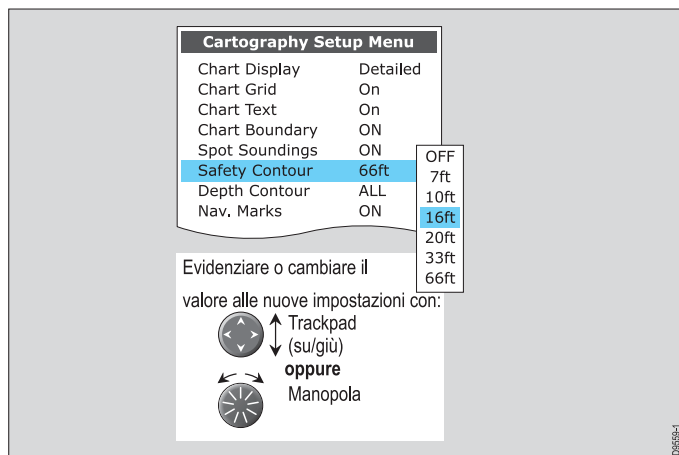 Cartography Setup Menu
Chart Display Detailed
Chart Grid On
Chart Text On
Chart Boundary ON
Spot Soundings ON
Safety Contour 66ft
Depth Contour ALL
Nav. Marks ON
OFF
7ft
10ft
16ft
20ft
33ft
66ft
Evidenziare o cambiare il
valore alle nuove impostazioni con:
Trackpad
(su/giù)
oppure
Manopola
D9559-1